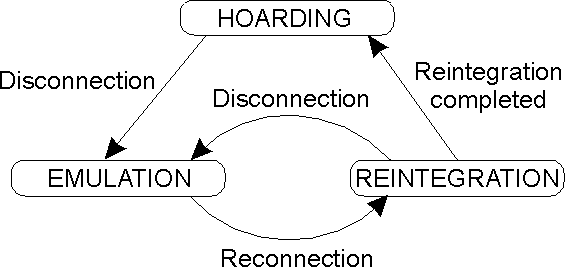 HOARDING
Disconnection
Reintegration
completed
Disconnection
EMULATION
REINTEGRATION
Reconnection